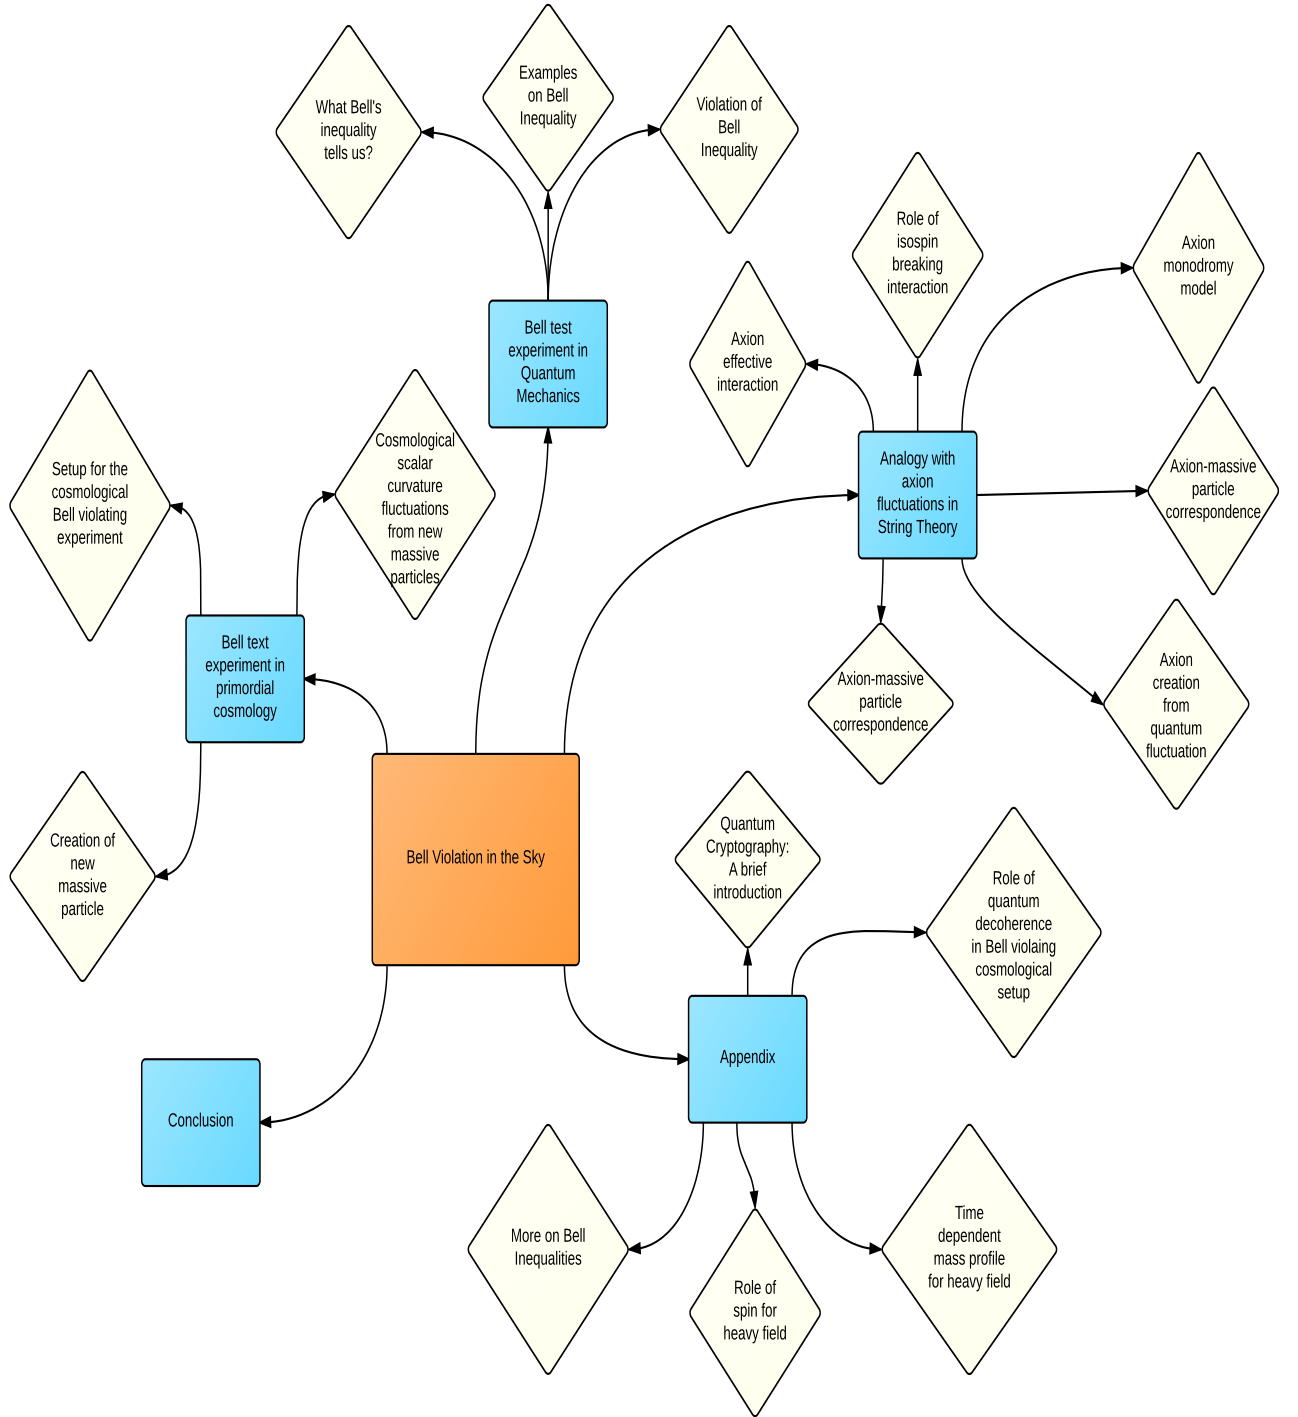 What Bell's
inequality
tells us?
Examples
on Bell
Inequality
Violation of
Bell
Inequality
Role of
isospin
breaking
interaction
Axion
monodromy
model
Bell test
experiment in
Quantum
Mechanics
Axion
effective
interaction
Setup for the
cosmological
Bell violating
experiment
Cosmological
scalar
curvature
fluctuations
from new
massive
particles
Analogy with
axion
fluctuations in
String Theory
Axion-massive
particle
correspondence
Bell text
experiment in
primordial
cosmology
Axion-massive
particle
correspondence
Axion
creation
from
quantum
fluctuation
Creation of
new
massive
particle
Bell Violation in the Sky
Quantum
Cryptography:
A brief
introduction
Role of
quantum
decoherence
in Bell violaing
cosmological
setup
Conclusion
Appendix
More on Bell
Inequalities
Role of
spin for
heavy field
Time
dependent
mass profile
for heavy field